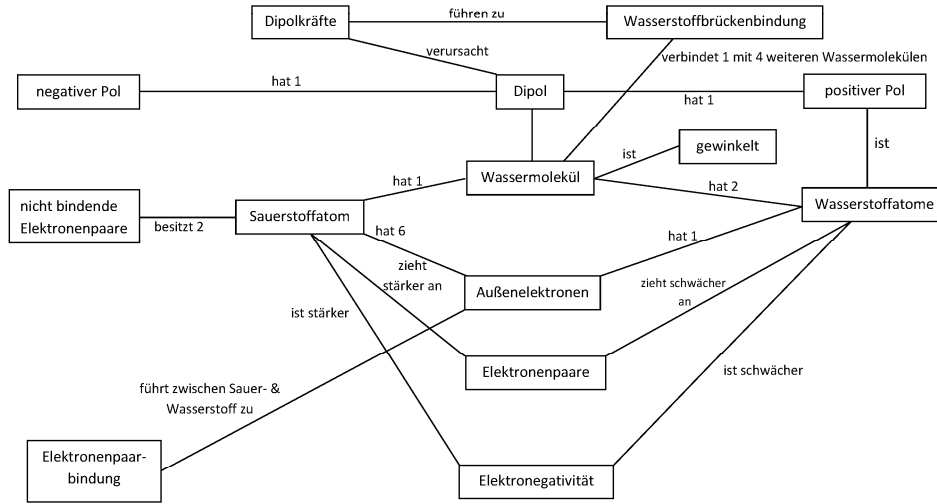 Dipolkräfte
führen zu
Wasserstoffbrückenbindung
verursacht
verbindet 1 mit 4 weiteren Wassermolekülen
negativer Pol
hat 1
Dipol
hat 1
positiver Pol
ist
gewinkelt
ist
Wassermolekül
hat 1
hat 2
nicht bindende
Elektronenpaare
besitzt 2
Sauerstoffatom
Wasserstoffatome
hat 6
hat 1
zieht
stärker an
Außenelektronen
zieht schwächer
an
ist stärker
Elektronenpaare
ist schwächer
führt zwischen Sauer- &
Wasserstoff zu
Elektronenpaar-
bindung
Elektronegativität